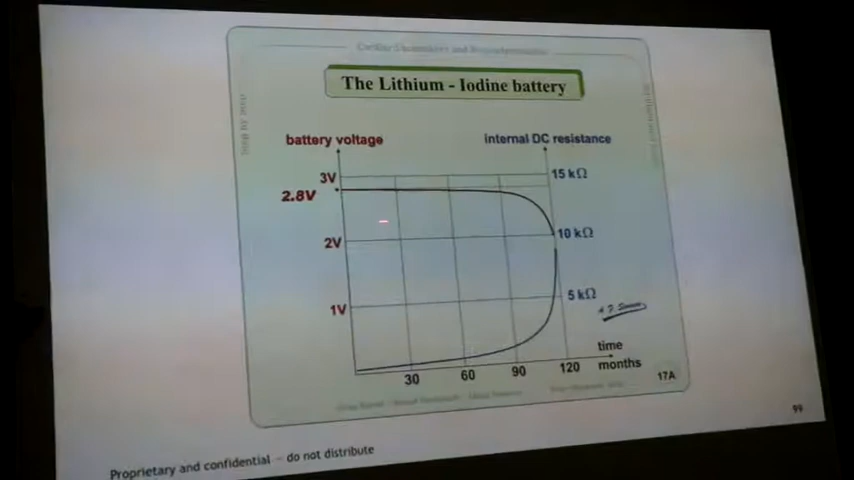 The Lithium - Iodine battery
battery voltage
internal DC resistance
3V
15 kΩ
2.8V
2V
10 kΩ
1V
5 kΩ
time
months
30
60
90
120
17A
99
Proprietary and confidential - do not distribute